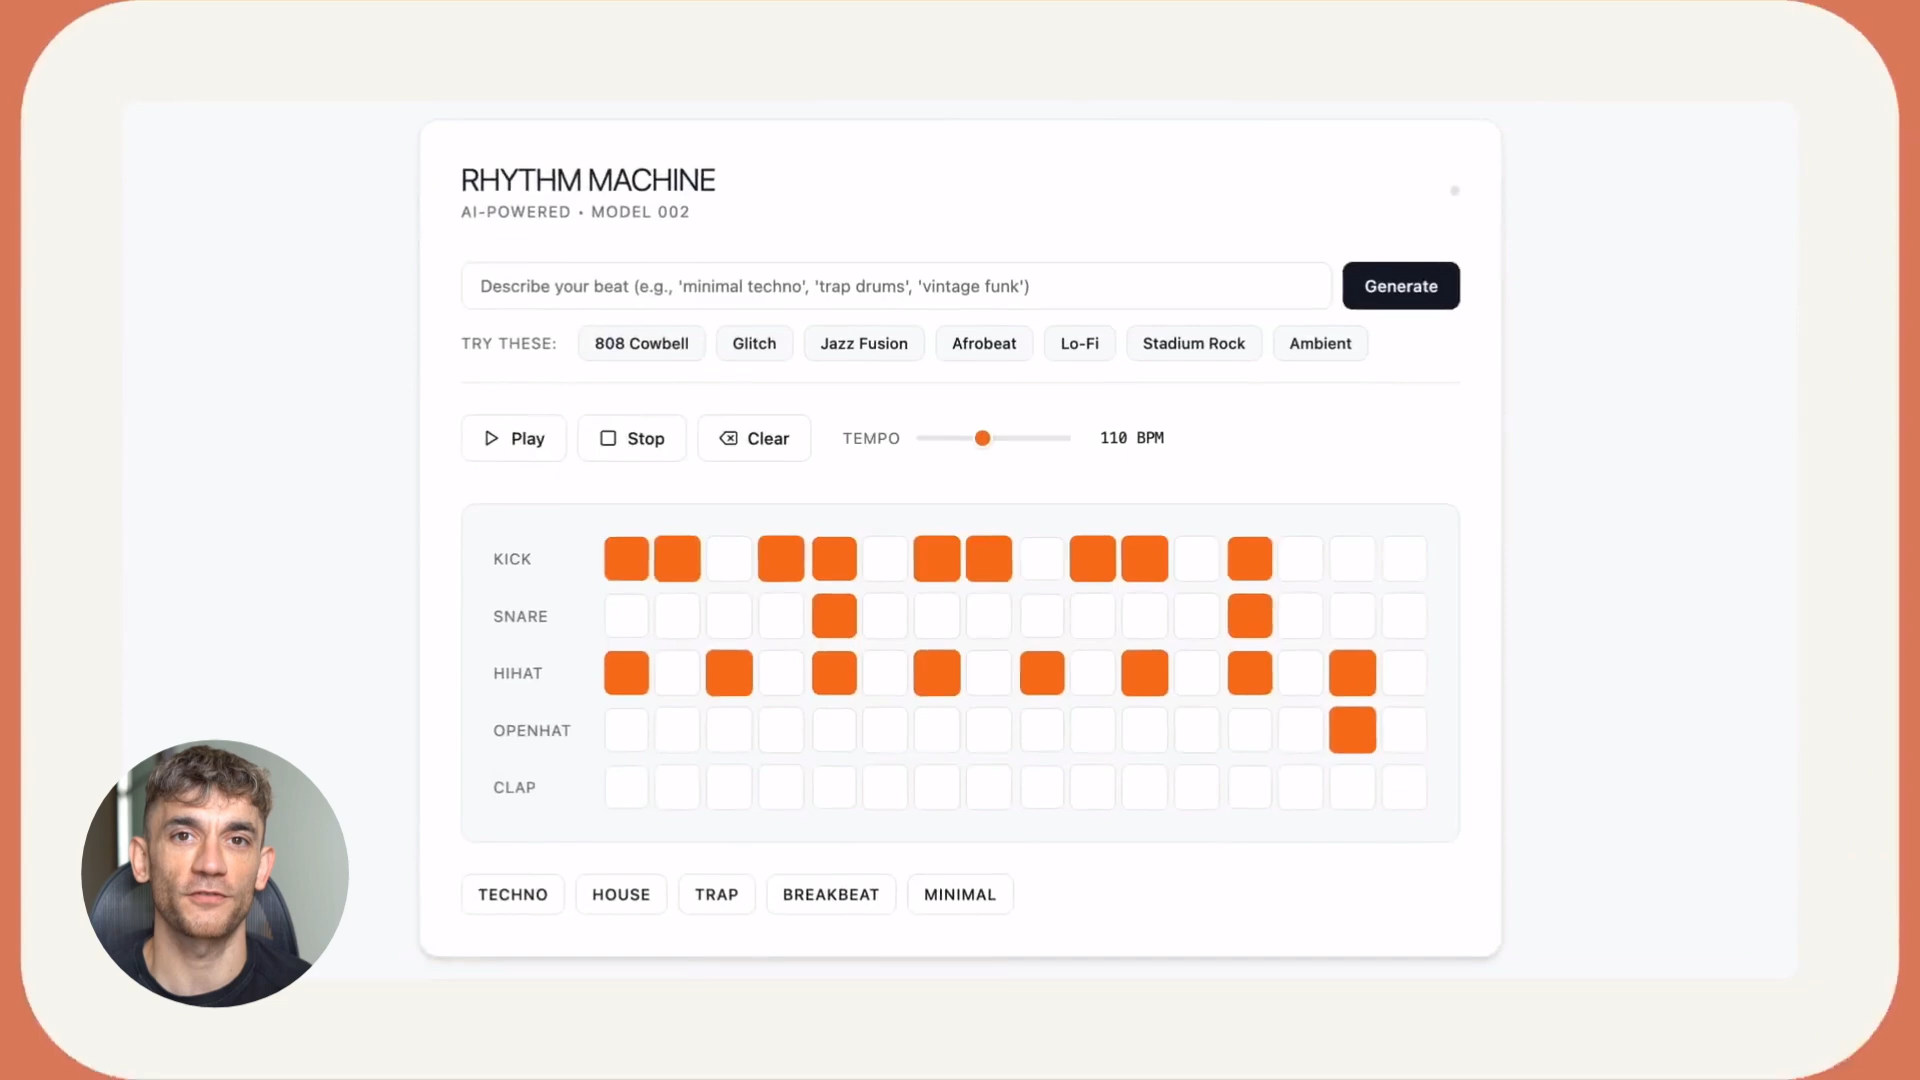 RHYTHM MACHINE
AI-POWERED • MODEL 002
Describe your beat (e.g., 'minimal techno', 'trap drums', 'vintage funk')
Generate
TRY THESE: 808 Cowbell Glitch Jazz Fusion Afrobeat Lo-Fi Stadium Rock Ambient
Play Stop Clear TEMPO 110 BPM
KICK
SNARE
HIHAT
OPENHAT
CLAP
TECHNO HOUSE TRAP BREAKBEAT MINIMAL